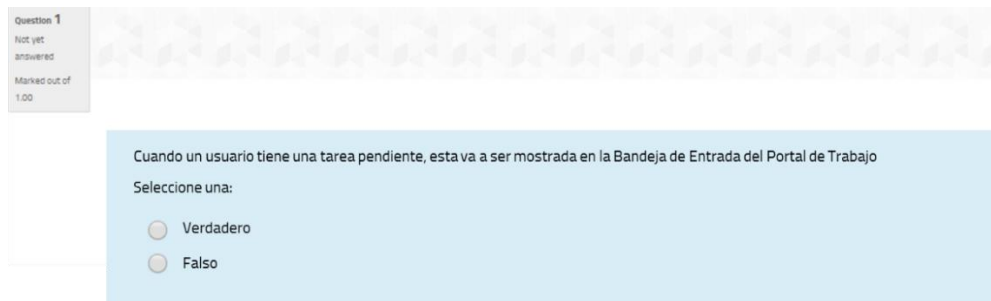 Question 1
Not yet
answered
Marked out of
1.00
Cuando un usuario tiene una tarea pendiente, esta va a ser mostrada en la Bandeja de Entrada del Portal de Trabajo
Seleccione una:
Verdadero
Falso